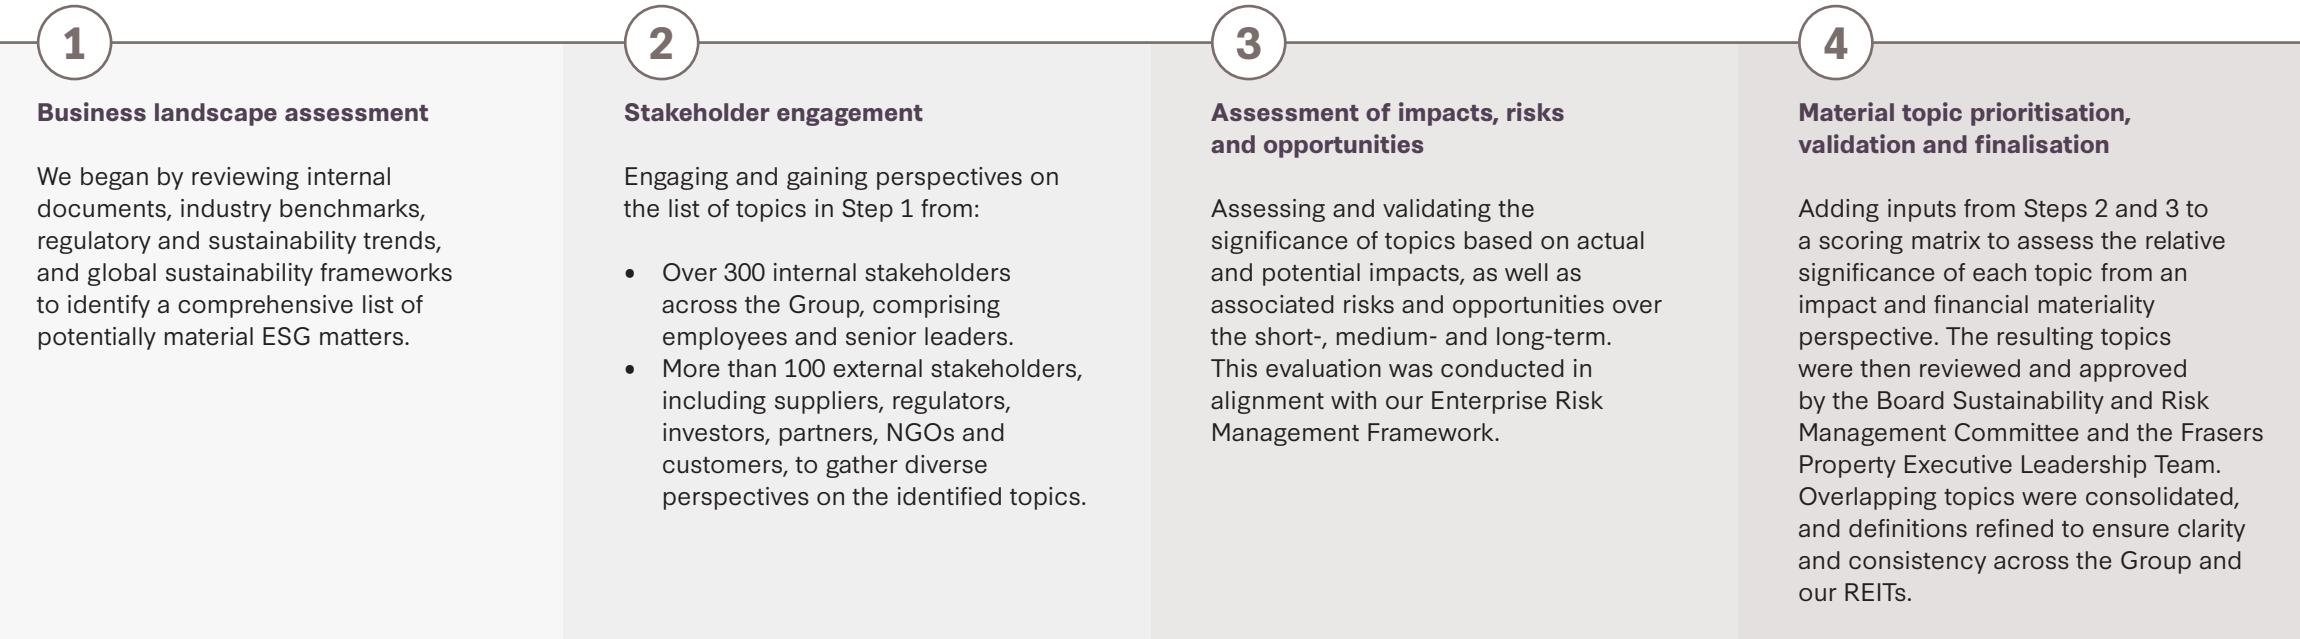 1
Business landscape assessment
We began by reviewing internal
documents, industry benchmarks,
regulatory and sustainability trends,
and global sustainability frameworks
to identify a comprehensive list of
potentially material ESG matters.
2
Stakeholder engagement
Engaging and gaining perspectives on
the list of topics in Step 1 from:
• Over 300 internal stakeholders
across the Group, comprising
employees and senior leaders.
• More than 100 external stakeholders,
including suppliers, regulators,
investors, partners, NGOs and
customers, to gather diverse
perspectives on the identified topics.
3
Assessment of impacts, risks
and opportunities
Assessing and validating the
significance of topics based on actual
and potential impacts, as well as
associated risks and opportunities over
the short-, medium- and long-term.
This evaluation was conducted in
alignment with our Enterprise Risk
Management Framework.
4
Material topic prioritisation,
validation and finalisation
Adding inputs from Steps 2 and 3 to
a scoring matrix to assess the relative
significance of each topic from an
impact and financial materiality
perspective. The resulting topics
were then reviewed and approved
by the Board Sustainability and Risk
Management Committee and the Frasers
Property Executive Leadership Team.
Overlapping topics were consolidated,
and definitions refined to ensure clarity
and consistency across the Group and
our REITs.